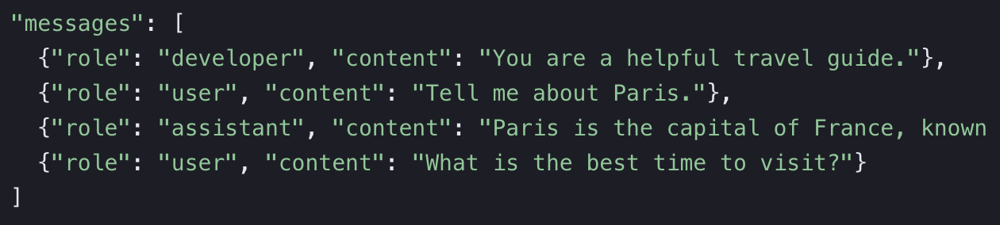 "messages": [
{"role": "developer", "content": "You are a helpful travel guide."},
{"role": "user", "content": "Tell me about Paris."},
{"role": "assistant", "content": "Paris is the capital of France, known
{"role": "user", "content": "What is the best time to visit?"}
]